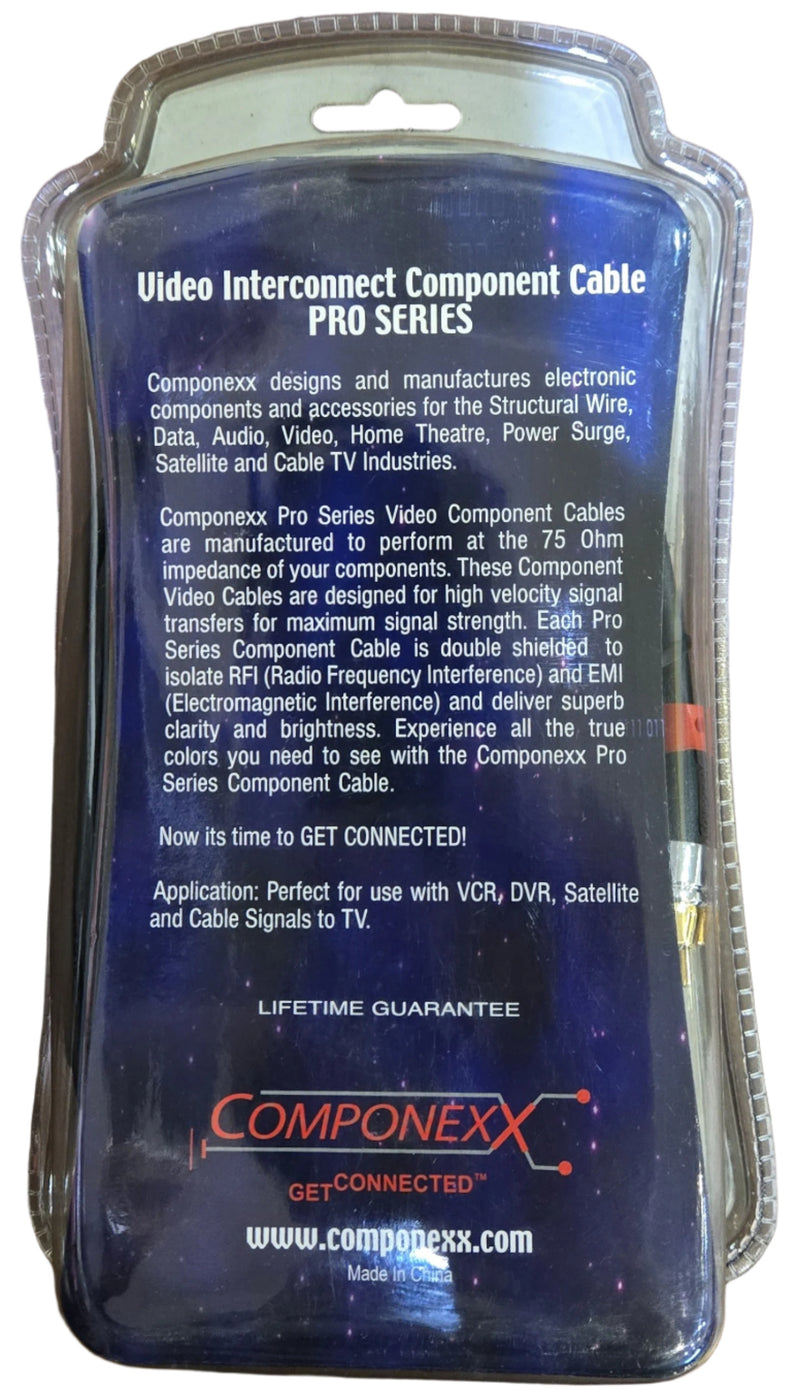 Video Interconnect Component Cable
PRO SERIES
Componexx designs and manufactures electronic
components and accessories for the Structural Wire,
Data, Audio, Video, Home Theatre, Power Surge,
Satellite and Cable TV Industries.
Componexx Pro Series Video Component Cables
are manufactured to perform at the 75 Ohm
impedance of your components. These Component
Video Cables are designed for high velocity signal
transfers for maximum signal strength. Each Pro
Series Component Cable is double shielded to
isolate RFI (Radio Frequency Interference) and EMI
(Electromagnetic Interference) and deliver superb
clarity and brightness. Experience all the true
colors you need to see with the Componexx Pro
Series Component Cable.
Now its time to GET CONNECTED!
Application: Perfect for use with VCR, DVR, Satellite
and Cable Signals to TV.
LIFETIME GUARANTEE
COMPONEXX
GET CONNECTED™
www.componexx.com
Made In China